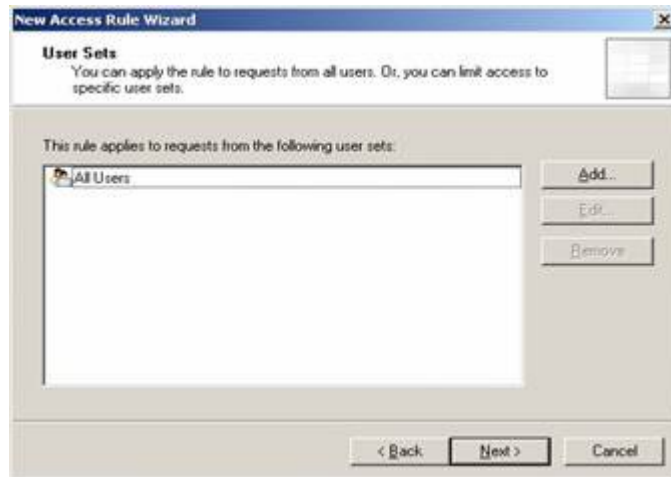 New Access Rule Wizard
User Sets
You can apply the rule to requests from all users. Or, you can limit access to
specific user sets.
This rule applies to requests from the following user sets:
All Users
Add...
Edit...
Remove
< Back
Next >
Cancel